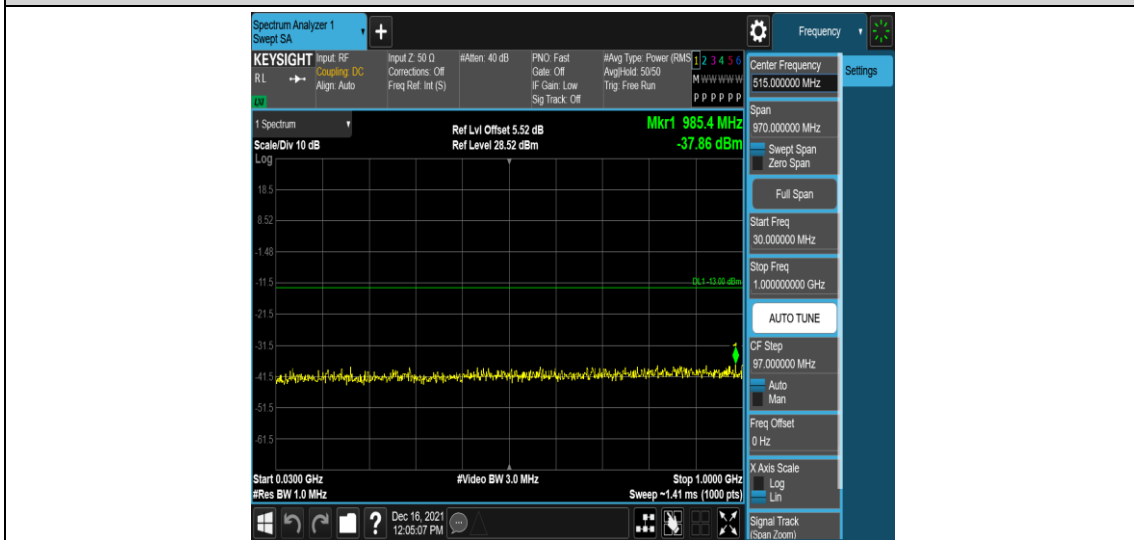 Spectrum Analyzer 1
Swept SA
+
Frequency
KEYSIGHT
RL
LXI
Input: RF
Coupling: DC
Align: Auto
Input Z: 50 Ω
Corrections: Off
Freq Ref: Int (S)
#Atten: 40 dB
PNO: Fast
Gate: Off
IF Gain: Low
Sig Track: Off
#Avg Type: Power (RMS
Avg|Hold: 50/50
Trig: Free Run
1 2 3 4 5 6
M W W W W W
P P P P P P
1 Spectrum
Scale/Div 10 dB
Log
Ref Lvl Offset 5.52 dB
Ref Level 28.52 dBm
Mkr1 985.4 MHz
-37.86 dBm
18.5
8.52
-1.48
-11.5
-21.5
-31.5
-41.5
-51.5
-61.5
DL1 -13.00 dBm
1
Start 0.0300 GHz
#Res BW 1.0 MHz
#Video BW 3.0 MHz
Stop 1.0000 GHz
Sweep ~1.41 ms (1000 pts)
?
Dec 16, 2021
12:05:07 PM
Center Frequency
515.000000 MHz
Settings
Span
970.000000 MHz
Swept Span
Zero Span
Full Span
Start Freq
30.000000 MHz
Stop Freq
1.000000000 GHz
AUTO TUNE
CF Step
97.000000 MHz
Auto
Man
Freq Offset
0 Hz
X Axis Scale
Log
Lin
Signal Track
(Span Zoom)